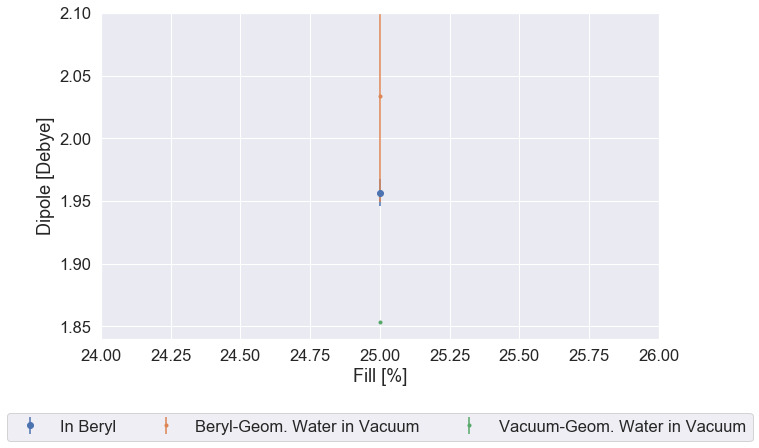 2.10
2.05
2.00
1.95
1.90
1.85
Dipole [Debye]
24.00 24.25 24.50 24.75 25.00 25.25 25.50 25.75 26.00
Fill [%]
In Beryl Beryl-Geom. Water in Vacuum Vacuum-Geom. Water in Vacuum